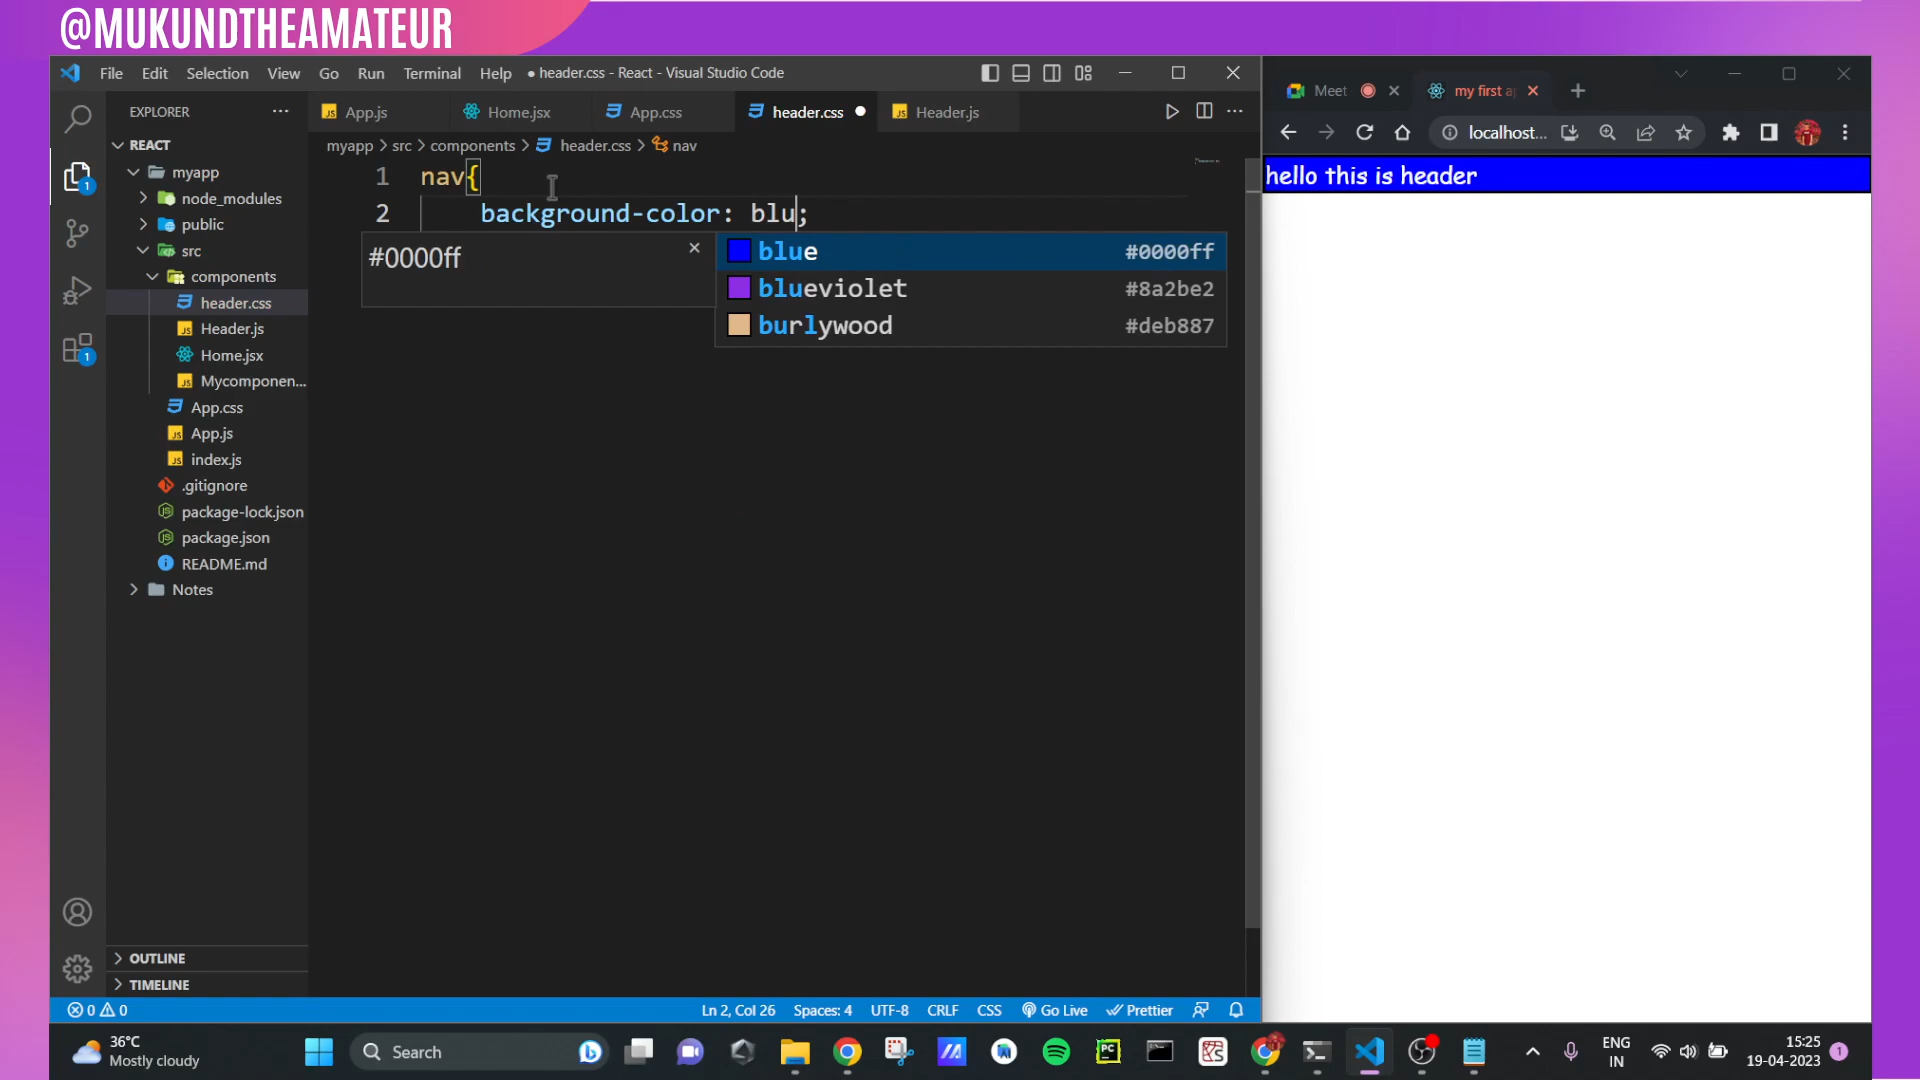 @MUKUNDTHEAMATEUR
File Edit Selection View Go Run Terminal Help
● header.css - React - Visual Studio Code
Meet
my first ap
EXPLORER
App.js
Home.jsx
App.css
header.css
Header.js
localhost...
REACT
myapp > src > components > header.css > nav
myapp
node_modules
public
src
components
header.css
Header.js
Home.jsx
Mycomponen...
App.css
App.js
index.js
.gitignore
package-lock.json
package.json
README.md
Notes
1 nav{
2 background-color: blu;
#0000ff
blue #0000ff
blueviolet #8a2be2
burlywood #deb887
hello this is header
1
1
OUTLINE
TIMELINE
0 0
Ln 2, Col 26
Spaces: 4
UTF-8
CRLF
CSS
Go Live
Prettier
36°C
Mostly cloudy
Search
PC
ENG
IN
15:25
19-04-2023
1